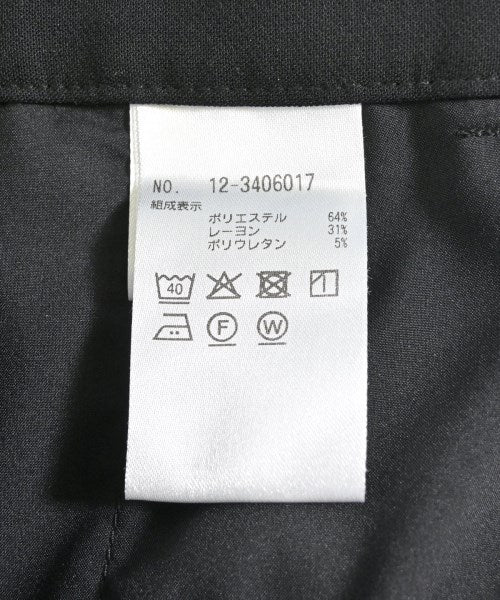 NO. 12-3406017
組成表示
ポリエステル 64%
レーヨン 31%
ポリウレタン 5%
40
F W